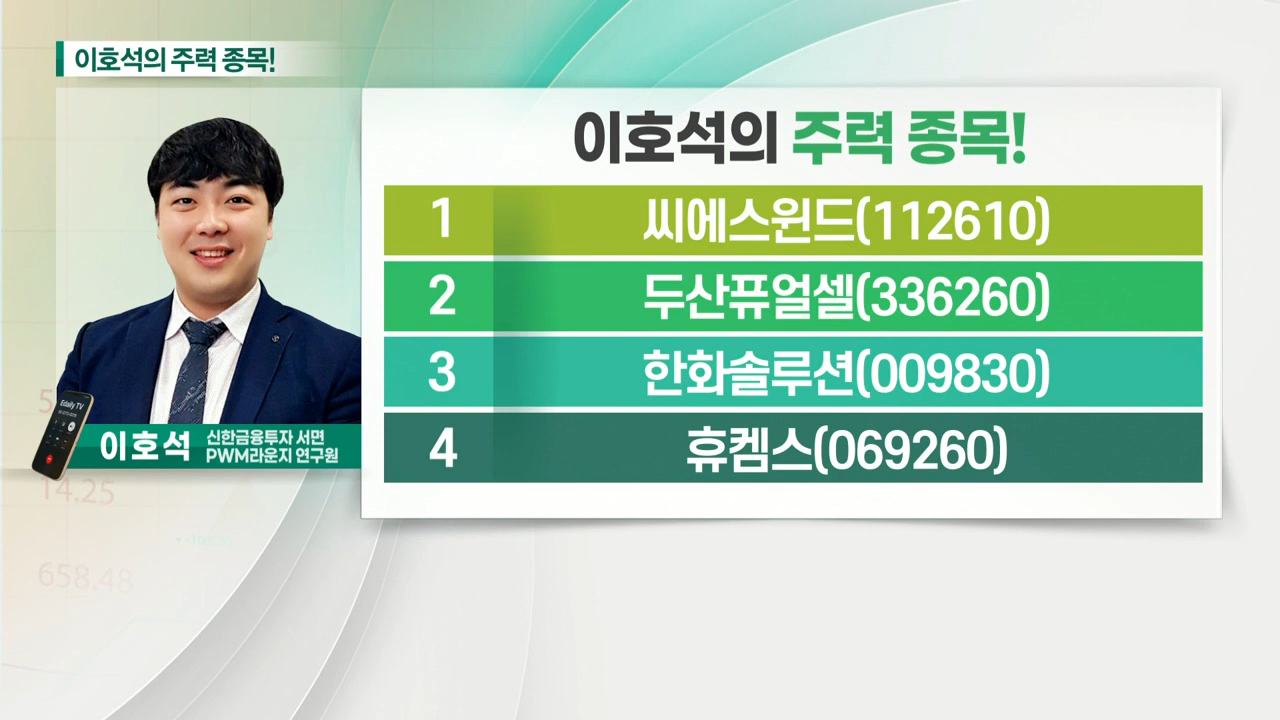 이호석의 주력 종목!
이호석의 주력 종목!
1 씨에스윈드(112610)
2 두산퓨얼셀(336260)
3 한화솔루션(009830)
4 휴켐스(069260)
Edaily TV
이호석 신한금융투자 서면
PWM라운지 연구원
14.25
658.48